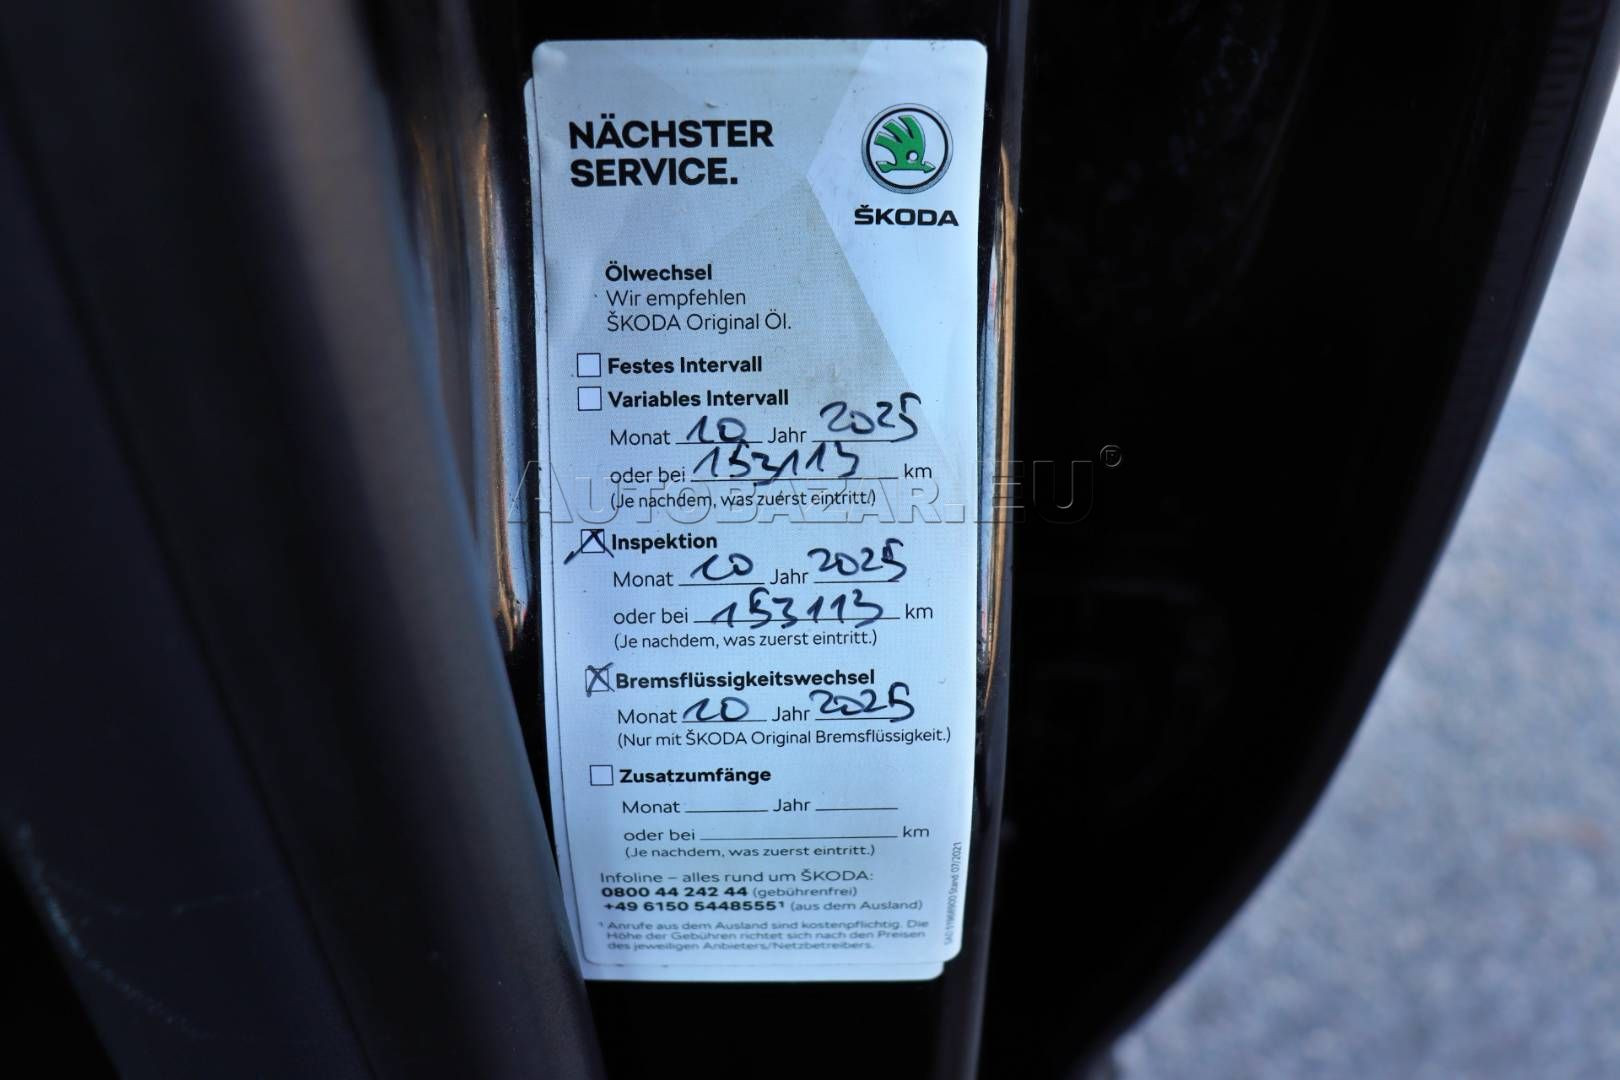 NÄCHSTER
SERVICE.
ŠKODA
Ölwechsel
Wir empfehlen
ŠKODA Original Öl.
Festes Intervall
Variables Intervall
Monat 10 Jahr 2025
oder bei 153113 km
(Je nachdem, was zuerst eintritt.)
AUTOBAZAR.EU®
Inspektion
Monat 10 Jahr 2025
oder bei 153113 km
(Je nachdem, was zuerst eintritt.)
Bremsflüssigkeitswechsel
Monat 10 Jahr 2025
(Nur mit ŠKODA Original Bremsflüssigkeit.)
Zusatzumfänge
Monat Jahr
oder bei km
(Je nachdem, was zuerst eintritt.)
Infoline – alles rund um ŠKODA:
0800 44 242 44 (gebührenfrei)
+49 6150 5448555¹ (aus dem Ausland)
¹ Anrufe aus dem Ausland sind kostenpflichtig. Die
Höhe der Gebühren richtet sich nach den Preisen
des jeweiligen Anbieters/Netzbetreibers.
Stand 07/2021